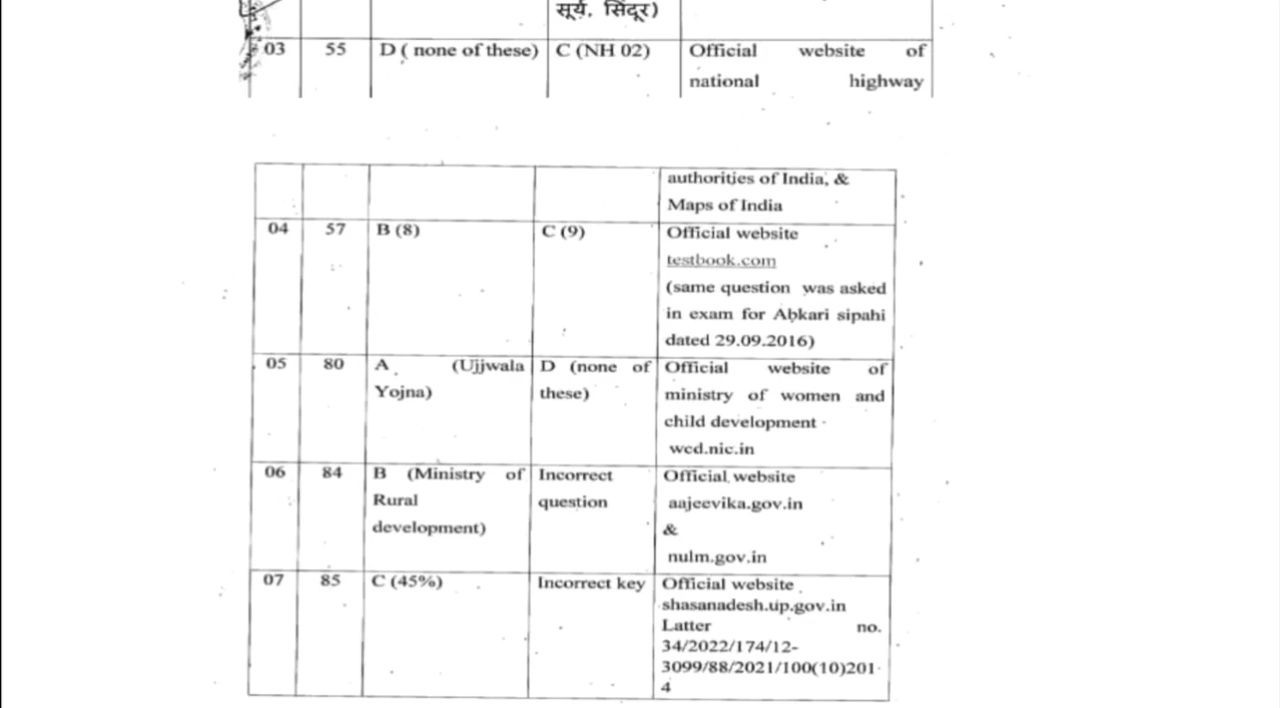 सूर्य, सिंदूर)
03 55 D ( none of these) C (NH 02) Official website of
national highway
authorities of India, &
Maps of India
04 57 B (8) C (9) Official website
testbook.com
(same question was asked
in exam for Abkari sipahi
dated 29.09.2016)
05 80 A (Ujjwala D (none of Official website of
Yojna) these) ministry of women and
child development
wcd.nic.in
06 84 B (Ministry of Incorrect Official website
Rural question aajeevika.gov.in
development) &
nulm.gov.in
07 85 C (45%) Incorrect key Official website
shasanadesh.up.gov.in
Latter no.
34/2022/174/12-
3099/88/2021/100(10)201
4